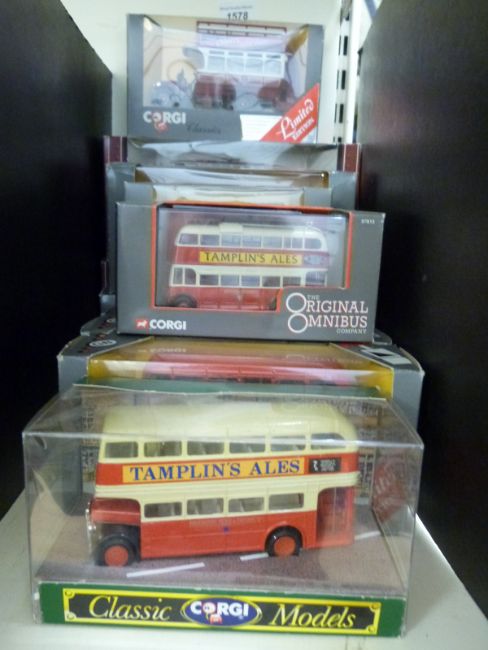 1578
CORGI
Classics
Limited
EDITION
TAMPLIN'S ALES
CORGI
THE
ORIGINAL
OMNIBUS
COMPANY
TAMPLIN'S ALES
Classic CORGI Models